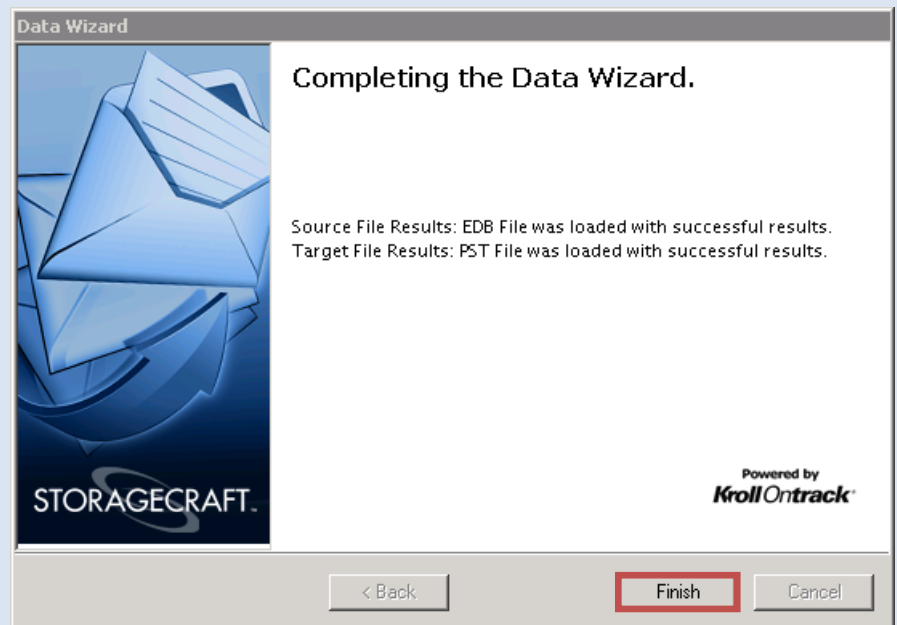 Data Wizard
Completing the Data Wizard.
Source File Results: EDB File was loaded with successful results.
Target File Results: PST File was loaded with successful results.
STORAGECRAFT.
Powered by
KrollOntrack
< Back
Finish
Cancel